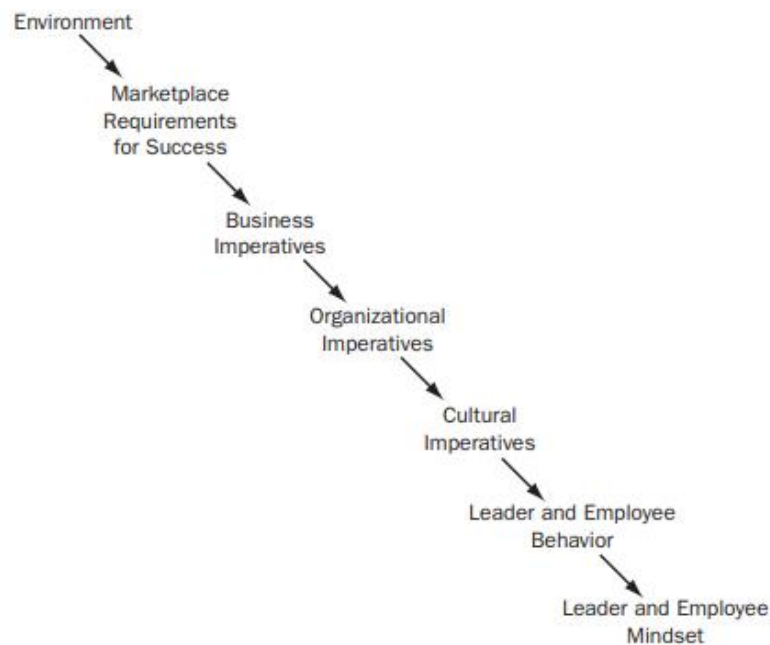 Environment
Marketplace
Requirements
for Success
Business
Imperatives
Organizational
Imperatives
Cultural
Imperatives
Leader and Employee
Behavior
Leader and Employee
Mindset